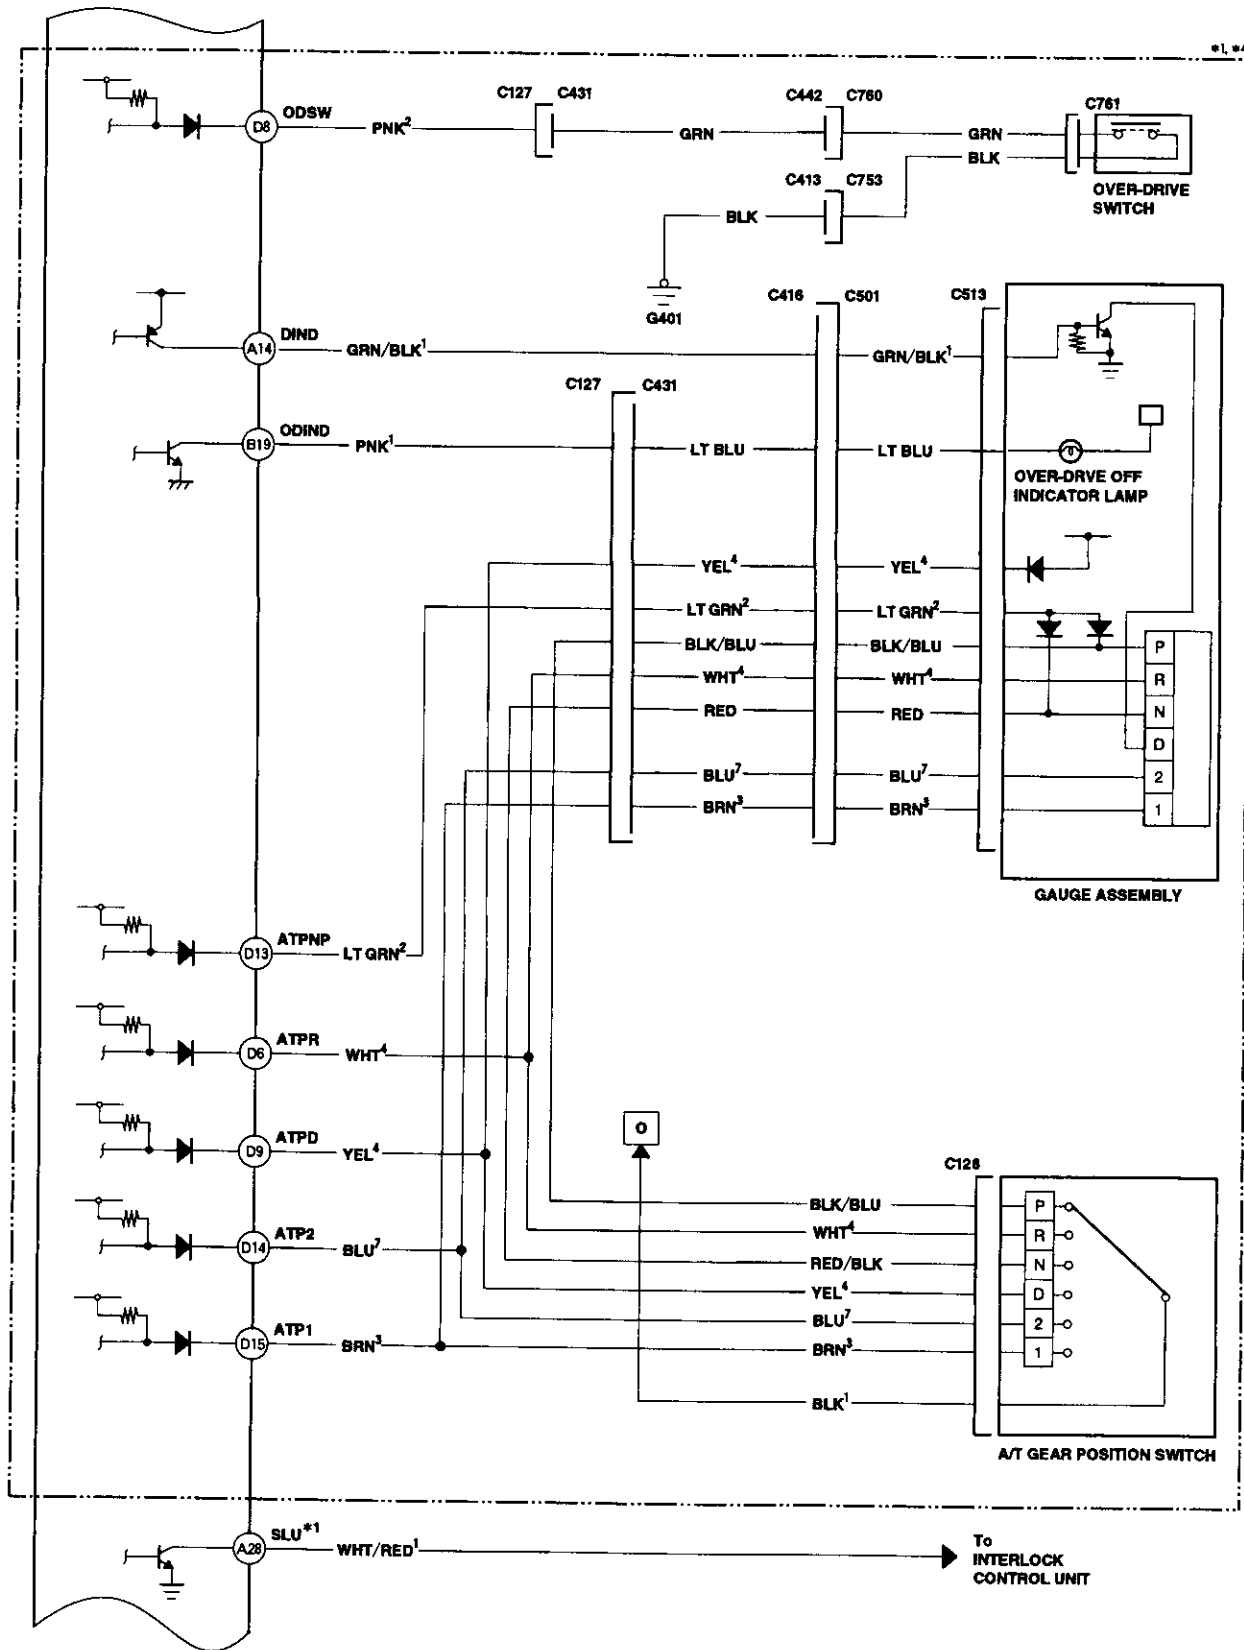 *1, *4
C127 C431 C442 C760 C761
ODSW
D8 PNK² GRN GRN
BLK
C413 C753
OVER-DRIVE
SWITCH
BLK
G401
C416 C501 C513
DIND
A14 GRN/BLK¹ GRN/BLK¹
C127 C431
ODIND
B19 PNK¹ LT BLU LT BLU
OVER-DRVE OFF
INDICATOR LAMP
YEL⁴ YEL⁴
LT GRN² LT GRN²
BLK/BLU BLK/BLU P
WHT⁴ WHT⁴ R
RED RED N
D
BLU⁷ BLU⁷ 2
BRN³ BRN³ 1
GAUGE ASSEMBLY
ATPNP
D13 LT GRN²
ATPR
D6 WHT⁴
O
ATPD
D9 YEL⁴
C128
BLK/BLU P
WHT⁴ R
ATP2
D14 BLU⁷
RED/BLK N
YEL⁴ D
BLU⁷ 2
ATP1
D15 BRN³ BRN³ 1
BLK¹
A/T GEAR POSITION SWITCH
SLU*1
A28 WHT/RED¹
To
INTERLOCK
CONTROL UNIT